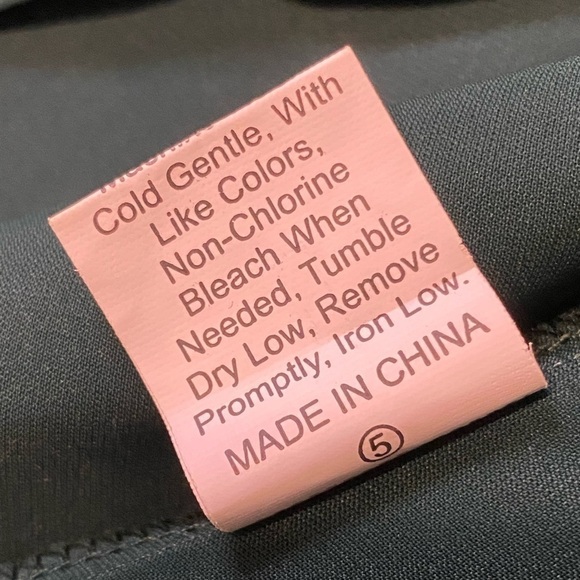 Cold Gentle, With
Like Colors,
Non-Chlorine
Bleach When
Needed, Tumble
Dry Low, Remove
Promptly, Iron Low.
MADE IN CHINA
5